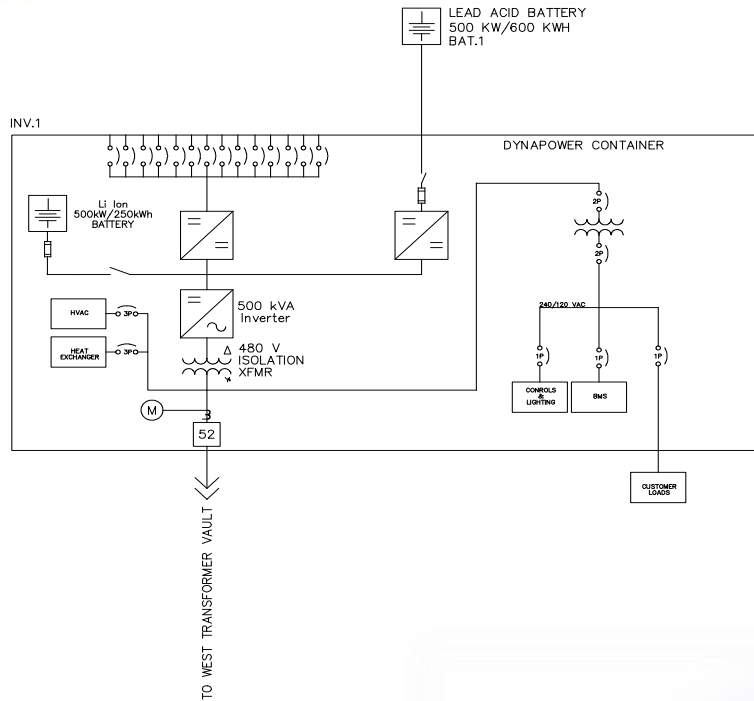 LEAD ACID BATTERY
500 KW/600 KWH
BAT.1
INV.1
DYNAPOWER CONTAINER
Li Ion
500kW/250kWh
BATTERY
2P
2P
HVAC
3P
500 kVA
Inverter
240/120 VAC
HEAT
EXCHANGER
3P
Δ 480 V
ISOLATION
XFMR
Y
1P
1P
1P
CONROLS
&
LIGHTING
BMS
M
52
CUSTOMER
LOADS
TO WEST TRANSFORMER VAULT